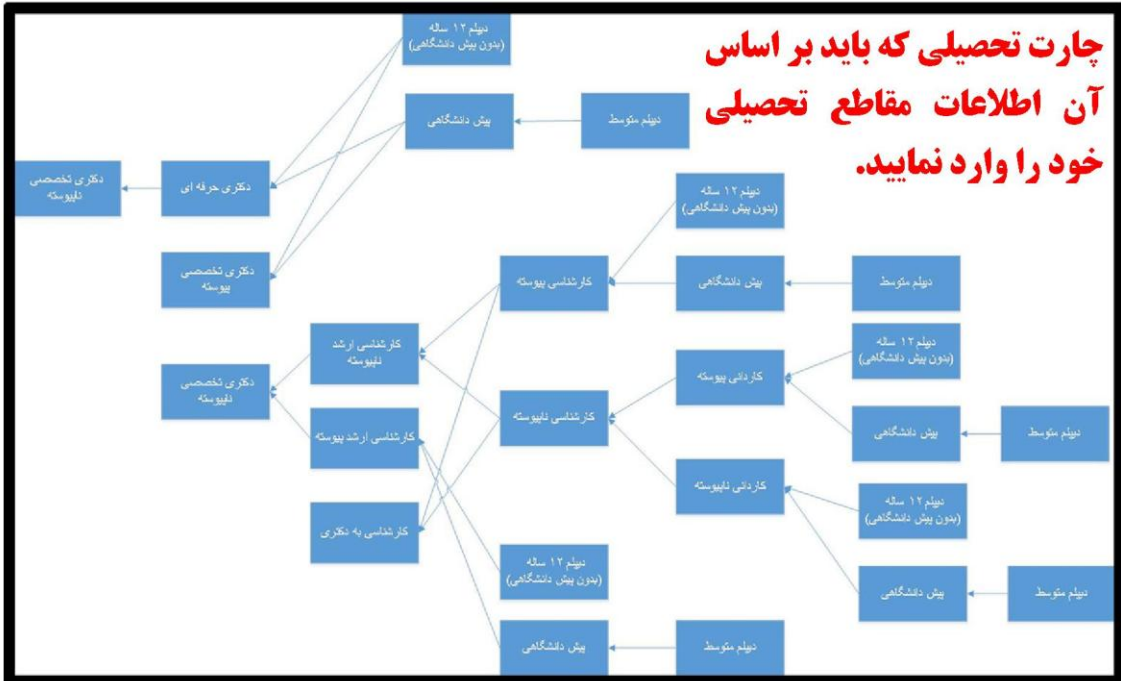 چارت تحصیلی که باید بر اساس
آن اطلاعات مقاطع تحصیلی
خود را وارد نمایید.
دیپلم ۱۲ ساله
(بدون پیش دانشگاهی)
دیپلم متوسط
پیش دانشگاهی
دکتری حرفه ای
دکتری تخصصی
ناپیوسته
دیپلم ۱۲ ساله
(بدون پیش دانشگاهی)
دکتری تخصصی
پیوسته
دیپلم متوسط
پیش دانشگاهی
کارشناسی پیوسته
دیپلم ۱۲ ساله
(بدون پیش دانشگاهی)
کارشناسی ارشد
ناپیوسته
کاردانی پیوسته
دکتری تخصصی
ناپیوسته
کارشناسی ناپیوسته
دیپلم متوسط
پیش دانشگاهی
کارشناسی ارشد پیوسته
کاردانی ناپیوسته
دیپلم ۱۲ ساله
(بدون پیش دانشگاهی)
کارشناسی به دکتری
دیپلم ۱۲ ساله
(بدون پیش دانشگاهی)
دیپلم متوسط
پیش دانشگاهی
دیپلم متوسط
پیش دانشگاهی